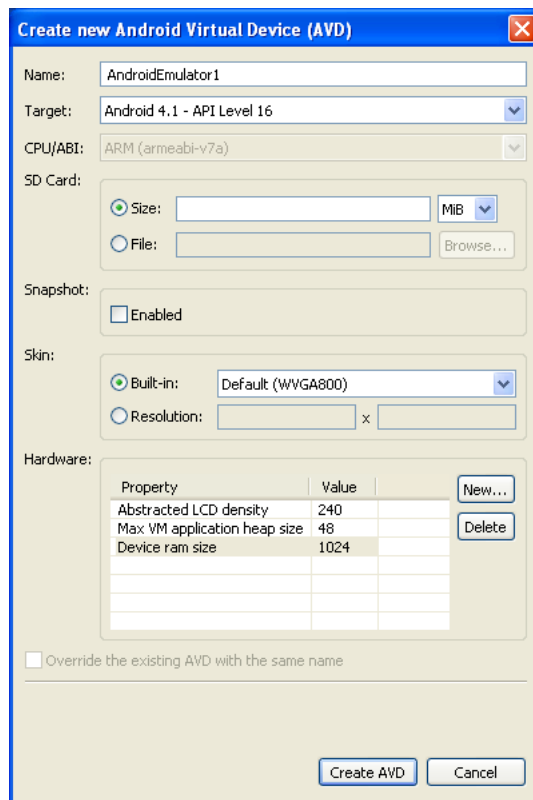 Create new Android Virtual Device (AVD)
Name: AndroidEmulator1
Target: Android 4.1 - API Level 16
CPU/ABI: ARM (armeabi-v7a)
SD Card:
Size: MiB
File: Browse...
Snapshot:
Enabled
Skin:
Built-in: Default (WVGA800)
Resolution: x
Hardware:
Property Value New...
Abstracted LCD density 240
Max VM application heap size 48 Delete
Device ram size 1024
Override the existing AVD with the same name
Create AVD Cancel